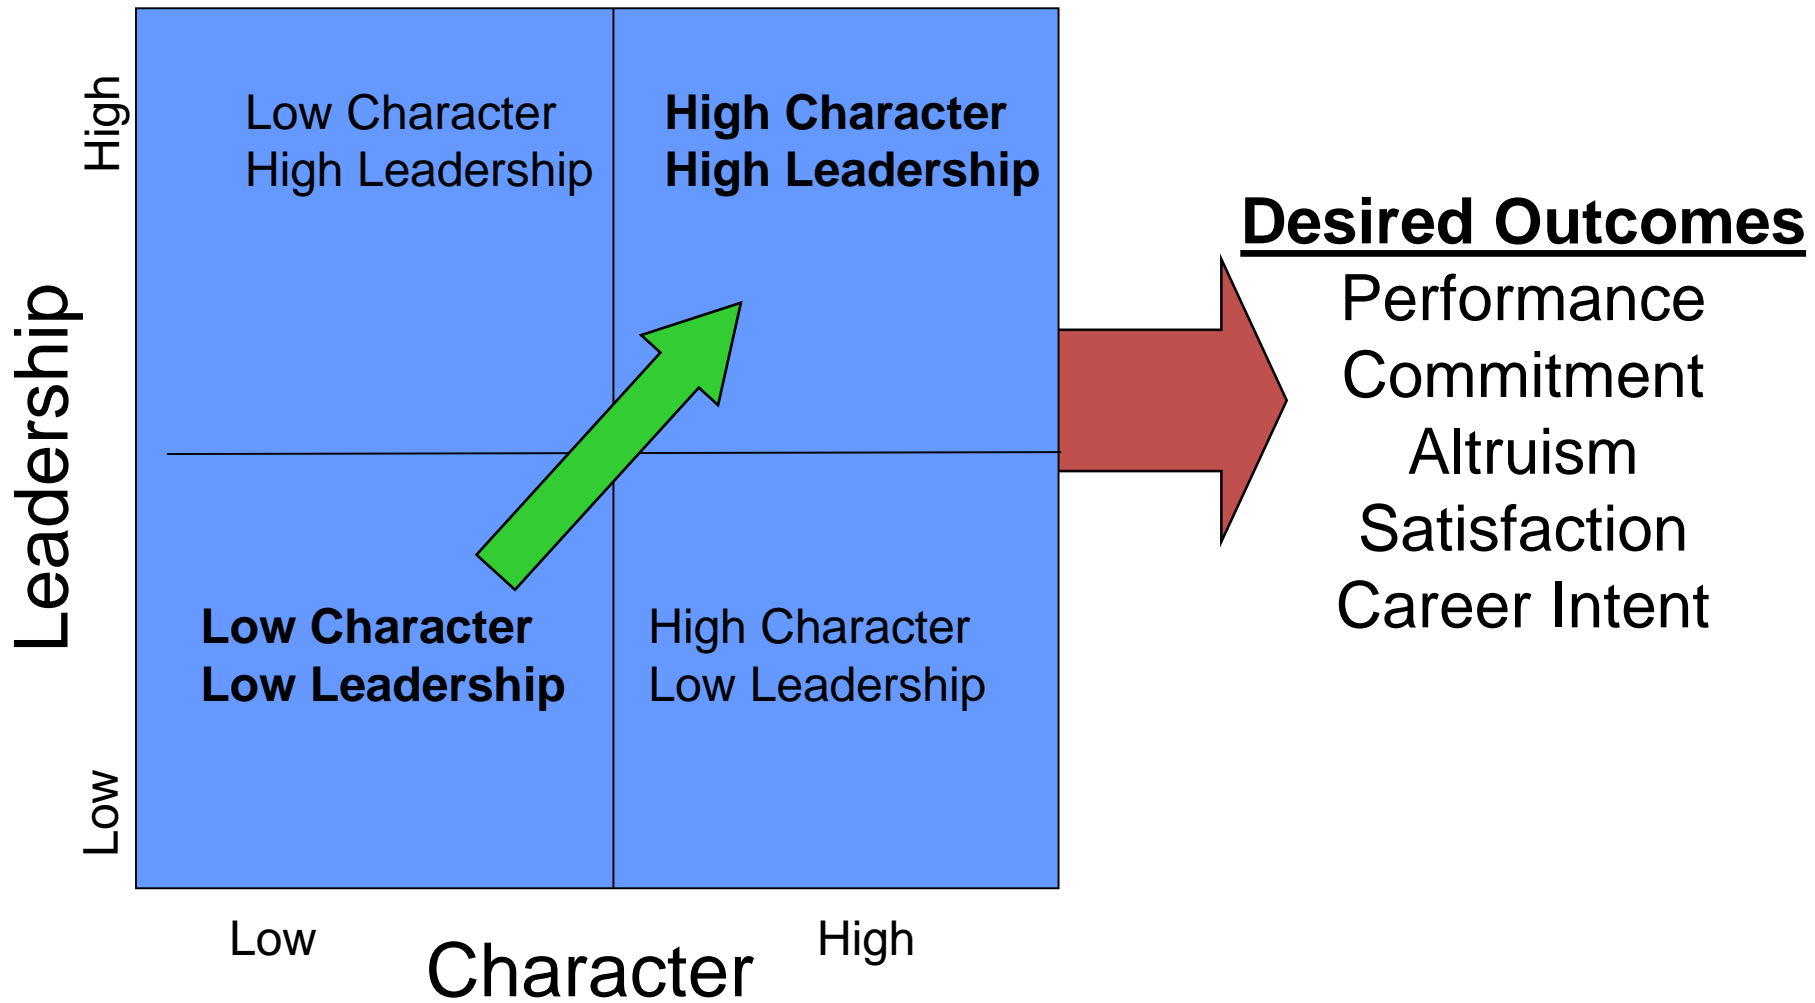 High
Low Character
High Leadership
High Character
High Leadership
Leadership
Low Character
Low Leadership
High Character
Low Leadership
Low
Low
High
Character
Desired Outcomes
Performance
Commitment
Altruism
Satisfaction
Career Intent